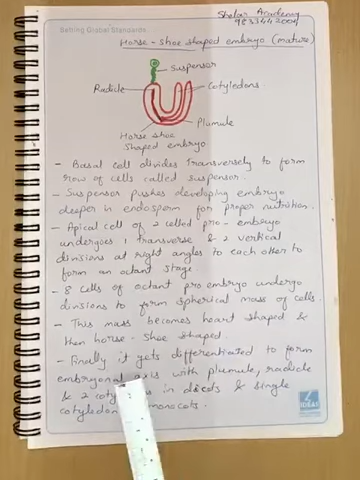 Shelar Academy
Setting Global Standards
Horse-shoe shaped embryo (mature)
Suspensor
Radicle
Cotyledons
Plumule
Horse shoe
shaped embryo
- Basal cell divides transversely to form
row of cells called suspensor.
- Suspensor pushes developing embryo
deeper in endosperm for proper nutrition.
- Apical cell of 2 celled pro-embryo
undergoes 1 transverse & 2 vertical
divisions at right angles to each other to
form an octant stage.
- 8 cells of octant pro embryo undergo
divisions to form spherical mass of cells.
- This mass becomes heart shaped &
then horse-shoe shaped.
- Finally it gets differentiated to form
embryonal axis with plumule, radicle
& 2 in dicots & single
monocots.
IDEAL